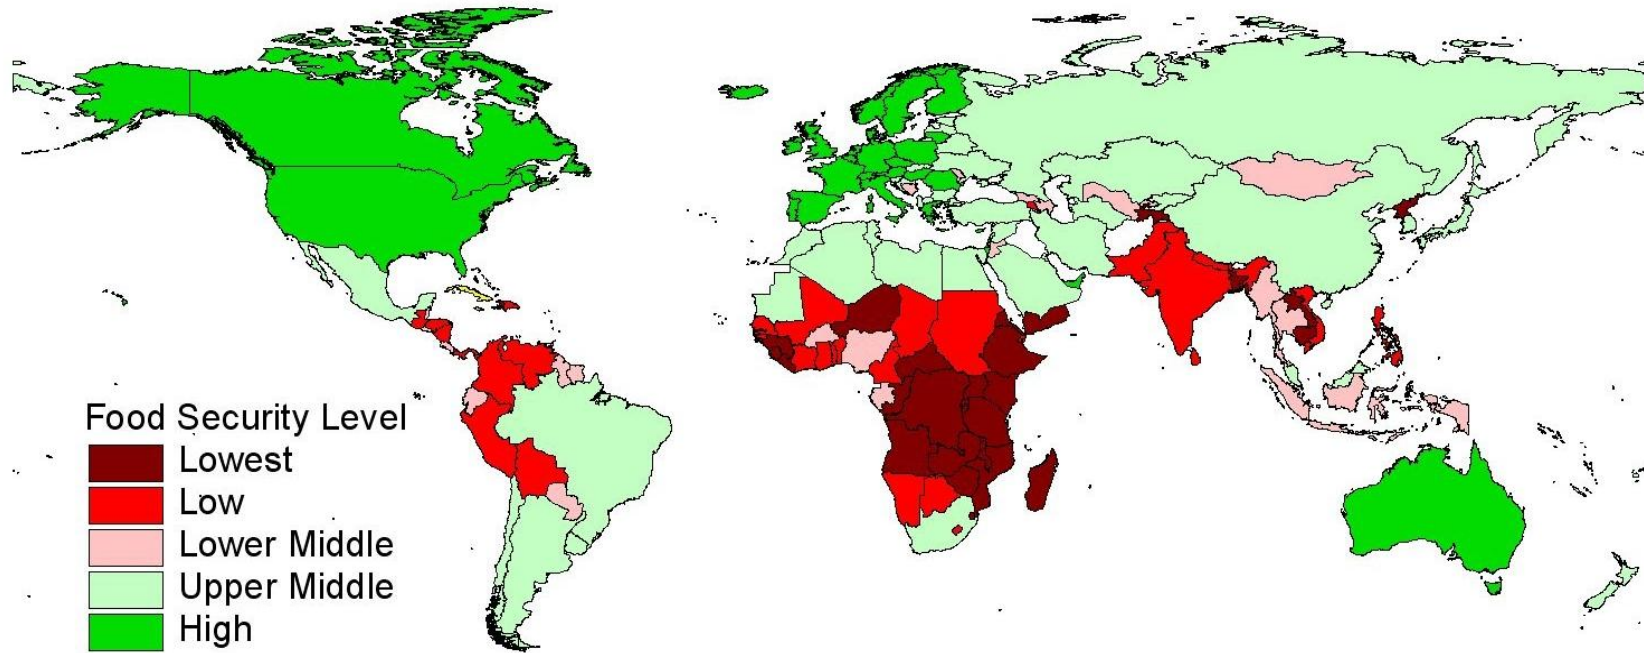 Food Security Level
Lowest
Low
Lower Middle
Upper Middle
High